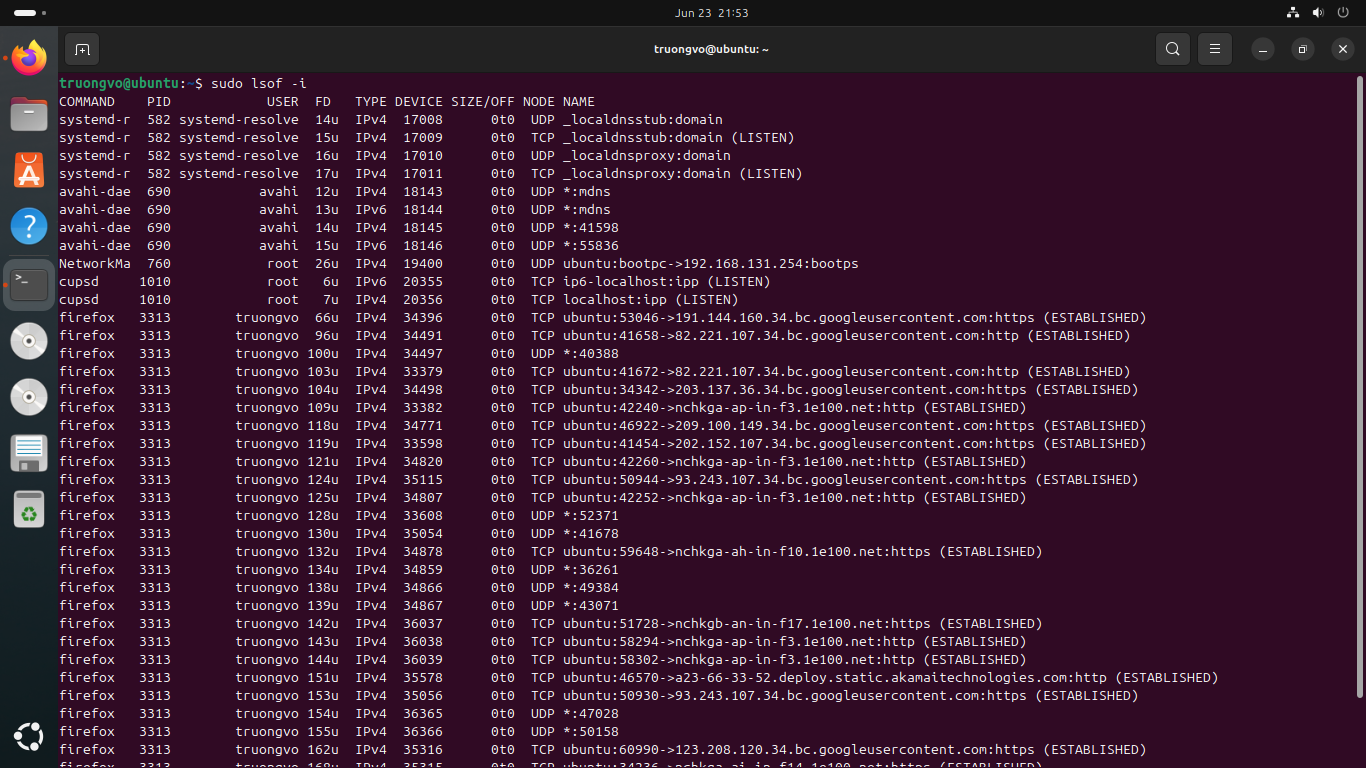 Jun 23 21:53
truongvo@ubuntu: ~
truongvo@ubuntu:~$ sudo lsof -i
COMMAND PID USER FD TYPE DEVICE SIZE/OFF NODE NAME
systemd-r 582 systemd-resolve 14u IPv4 17008 0t0 UDP _localdnsstub:domain
systemd-r 582 systemd-resolve 15u IPv4 17009 0t0 TCP _localdnsstub:domain (LISTEN)
systemd-r 582 systemd-resolve 16u IPv4 17010 0t0 UDP _localdnsproxy:domain
systemd-r 582 systemd-resolve 17u IPv4 17011 0t0 TCP _localdnsproxy:domain (LISTEN)
avahi-dae 690 avahi 12u IPv4 18143 0t0 UDP *:mdns
avahi-dae 690 avahi 13u IPv6 18144 0t0 UDP *:mdns
avahi-dae 690 avahi 14u IPv4 18145 0t0 UDP *:41598
avahi-dae 690 avahi 15u IPv6 18146 0t0 UDP *:55836
NetworkMa 760 root 26u IPv4 19400 0t0 UDP ubuntu:bootpc->192.168.131.254:bootps
cupsd 1010 root 6u IPv6 20355 0t0 TCP ip6-localhost:ipp (LISTEN)
cupsd 1010 root 7u IPv4 20356 0t0 TCP localhost:ipp (LISTEN)
firefox 3313 truongvo 66u IPv4 34396 0t0 TCP ubuntu:53046->191.144.160.34.bc.googleusercontent.com:https (ESTABLISHED)
firefox 3313 truongvo 96u IPv4 34491 0t0 TCP ubuntu:41658->82.221.107.34.bc.googleusercontent.com:http (ESTABLISHED)
firefox 3313 truongvo 100u IPv4 34497 0t0 UDP *:40388
firefox 3313 truongvo 103u IPv4 33379 0t0 TCP ubuntu:41672->82.221.107.34.bc.googleusercontent.com:http (ESTABLISHED)
firefox 3313 truongvo 104u IPv4 34498 0t0 TCP ubuntu:34342->203.137.36.34.bc.googleusercontent.com:https (ESTABLISHED)
firefox 3313 truongvo 109u IPv4 33382 0t0 TCP ubuntu:42240->nchkga-ap-in-f3.1e100.net:http (ESTABLISHED)
firefox 3313 truongvo 118u IPv4 34771 0t0 TCP ubuntu:46922->209.100.149.34.bc.googleusercontent.com:https (ESTABLISHED)
firefox 3313 truongvo 119u IPv4 33598 0t0 TCP ubuntu:41454->202.152.107.34.bc.googleusercontent.com:https (ESTABLISHED)
firefox 3313 truongvo 121u IPv4 34820 0t0 TCP ubuntu:42260->nchkga-ap-in-f3.1e100.net:http (ESTABLISHED)
firefox 3313 truongvo 124u IPv4 35115 0t0 TCP ubuntu:50944->93.243.107.34.bc.googleusercontent.com:https (ESTABLISHED)
firefox 3313 truongvo 125u IPv4 34807 0t0 TCP ubuntu:42252->nchkga-ap-in-f3.1e100.net:http (ESTABLISHED)
firefox 3313 truongvo 128u IPv4 33608 0t0 UDP *:52371
firefox 3313 truongvo 130u IPv4 35054 0t0 UDP *:41678
firefox 3313 truongvo 132u IPv4 34878 0t0 TCP ubuntu:59648->nchkga-ah-in-f10.1e100.net:https (ESTABLISHED)
firefox 3313 truongvo 134u IPv4 34859 0t0 UDP *:36261
firefox 3313 truongvo 138u IPv4 34866 0t0 UDP *:49384
firefox 3313 truongvo 139u IPv4 34867 0t0 UDP *:43071
firefox 3313 truongvo 142u IPv4 36037 0t0 TCP ubuntu:51728->nchkgb-an-in-f17.1e100.net:https (ESTABLISHED)
firefox 3313 truongvo 143u IPv4 36038 0t0 TCP ubuntu:58294->nchkga-ap-in-f3.1e100.net:http (ESTABLISHED)
firefox 3313 truongvo 144u IPv4 36039 0t0 TCP ubuntu:58302->nchkga-ap-in-f3.1e100.net:http (ESTABLISHED)
firefox 3313 truongvo 151u IPv4 35578 0t0 TCP ubuntu:46570->a23-66-33-52.deploy.static.akamaitechnologies.com:http (ESTABLISHED)
firefox 3313 truongvo 153u IPv4 35056 0t0 TCP ubuntu:50930->93.243.107.34.bc.googleusercontent.com:https (ESTABLISHED)
firefox 3313 truongvo 154u IPv4 36365 0t0 UDP *:47028
firefox 3313 truongvo 155u IPv4 36366 0t0 UDP *:50158
firefox 3313 truongvo 162u IPv4 35316 0t0 TCP ubuntu:60990->123.208.120.34.bc.googleusercontent.com:https (ESTABLISHED)